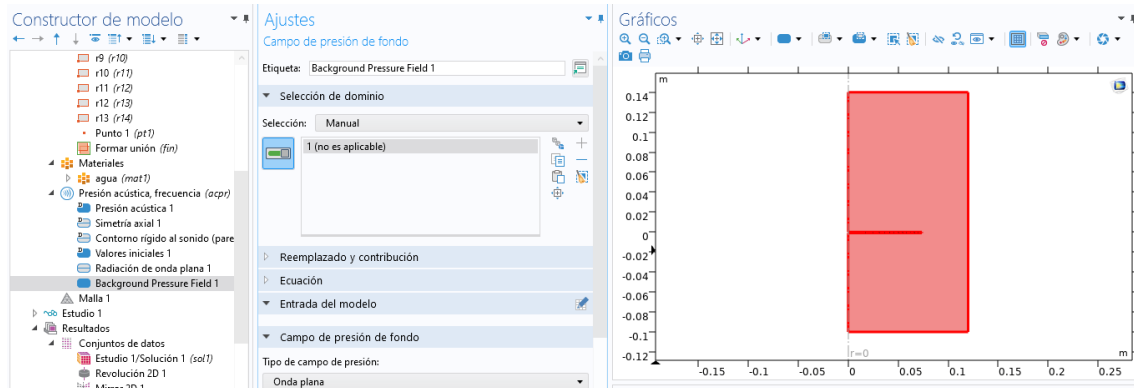 Constructor de modelo
r9 (r10)
r10 (r11)
r11 (r12)
r12 (r13)
r13 (r14)
Punto 1 (pt1)
Formar unión (fin)
Materiales
agua (mat1)
Presión acústica, frecuencia (acpr)
Presión acústica 1
Simetría axial 1
Contorno rígido al sonido (pare
Valores iniciales 1
Radiación de onda plana 1
Background Pressure Field 1
Malla 1
Estudio 1
Resultados
Conjuntos de datos
Estudio 1/Solución 1 (sol1)
Revolución 2D 1
Ajustes
Campo de presión de fondo
Etiqueta: Background Pressure Field 1
Selección de dominio
Selección: Manual
1 (no es aplicable)
Reemplazado y contribución
Ecuación
Entrada del modelo
Campo de presión de fondo
Tipo de campo de presión:
Onda plana
Gráficos
m
0.14
0.12
0.1
0.08
0.06
0.04
0.02
0
-0.02
-0.04
-0.06
-0.08
-0.1
-0.12
r=0
m
-0.15 -0.1 -0.05 0 0.05 0.1 0.15 0.2 0.25